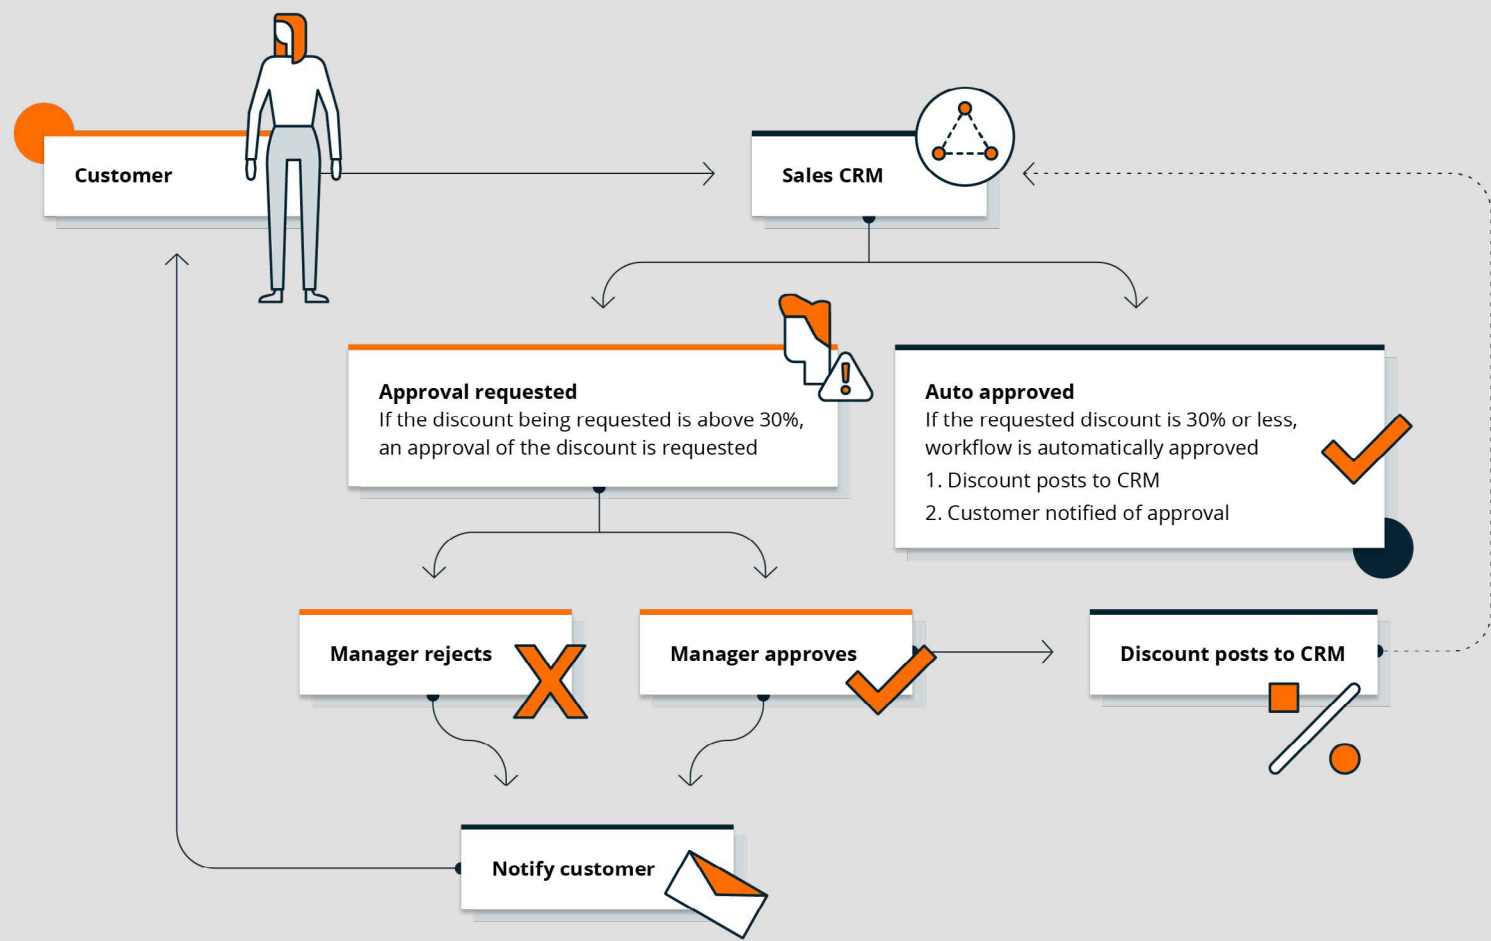 Customer
Sales CRM
Approval requested
If the discount being requested is above 30%,
an approval of the discount is requested
Auto approved
If the requested discount is 30% or less,
workflow is automatically approved
1. Discount posts to CRM
2. Customer notified of approval
Manager rejects
Manager approves
Discount posts to CRM
Notify customer